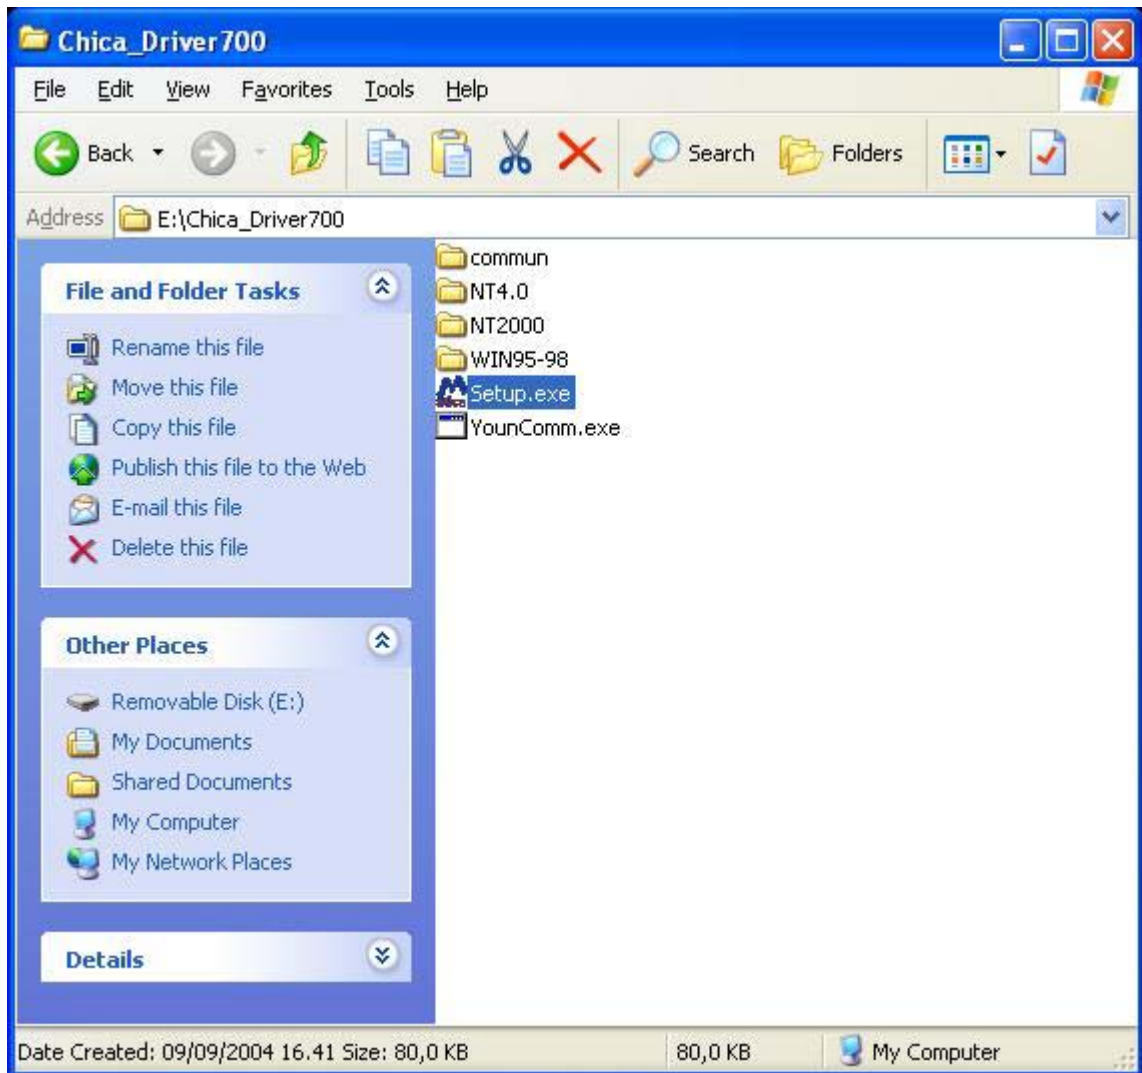 Chica_Driver700
File Edit View Favorites Tools Help
Back Search Folders
Address E:\Chica_Driver700
File and Folder Tasks
Rename this file
Move this file
Copy this file
Publish this file to the Web
E-mail this file
Delete this file
Other Places
Removable Disk (E:)
My Documents
Shared Documents
My Computer
My Network Places
Details
commun
NT4.0
NT2000
WIN95-98
Setup.exe
YounComm.exe
Date Created: 09/09/2004 16.41 Size: 80,0 KB 80,0 KB My Computer